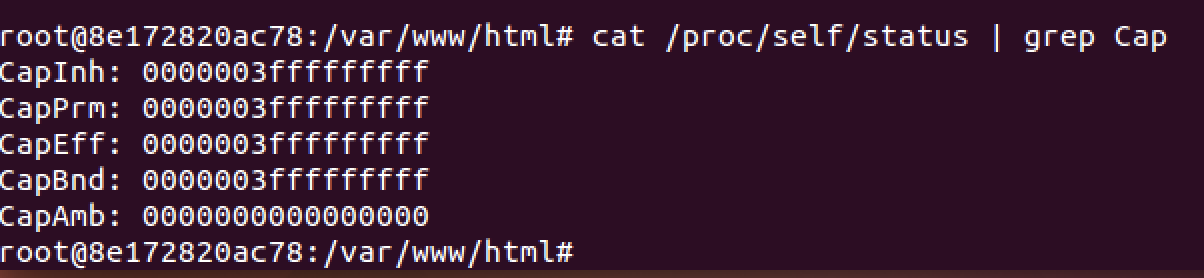 root@8e172820ac78:/var/www/html# cat /proc/self/status | grep Cap
CapInh: 0000003fffffffff
CapPrm: 0000003fffffffff
CapEff: 0000003fffffffff
CapBnd: 0000003fffffffff
CapAmb: 0000000000000000
root@8e172820ac78:/var/www/html#